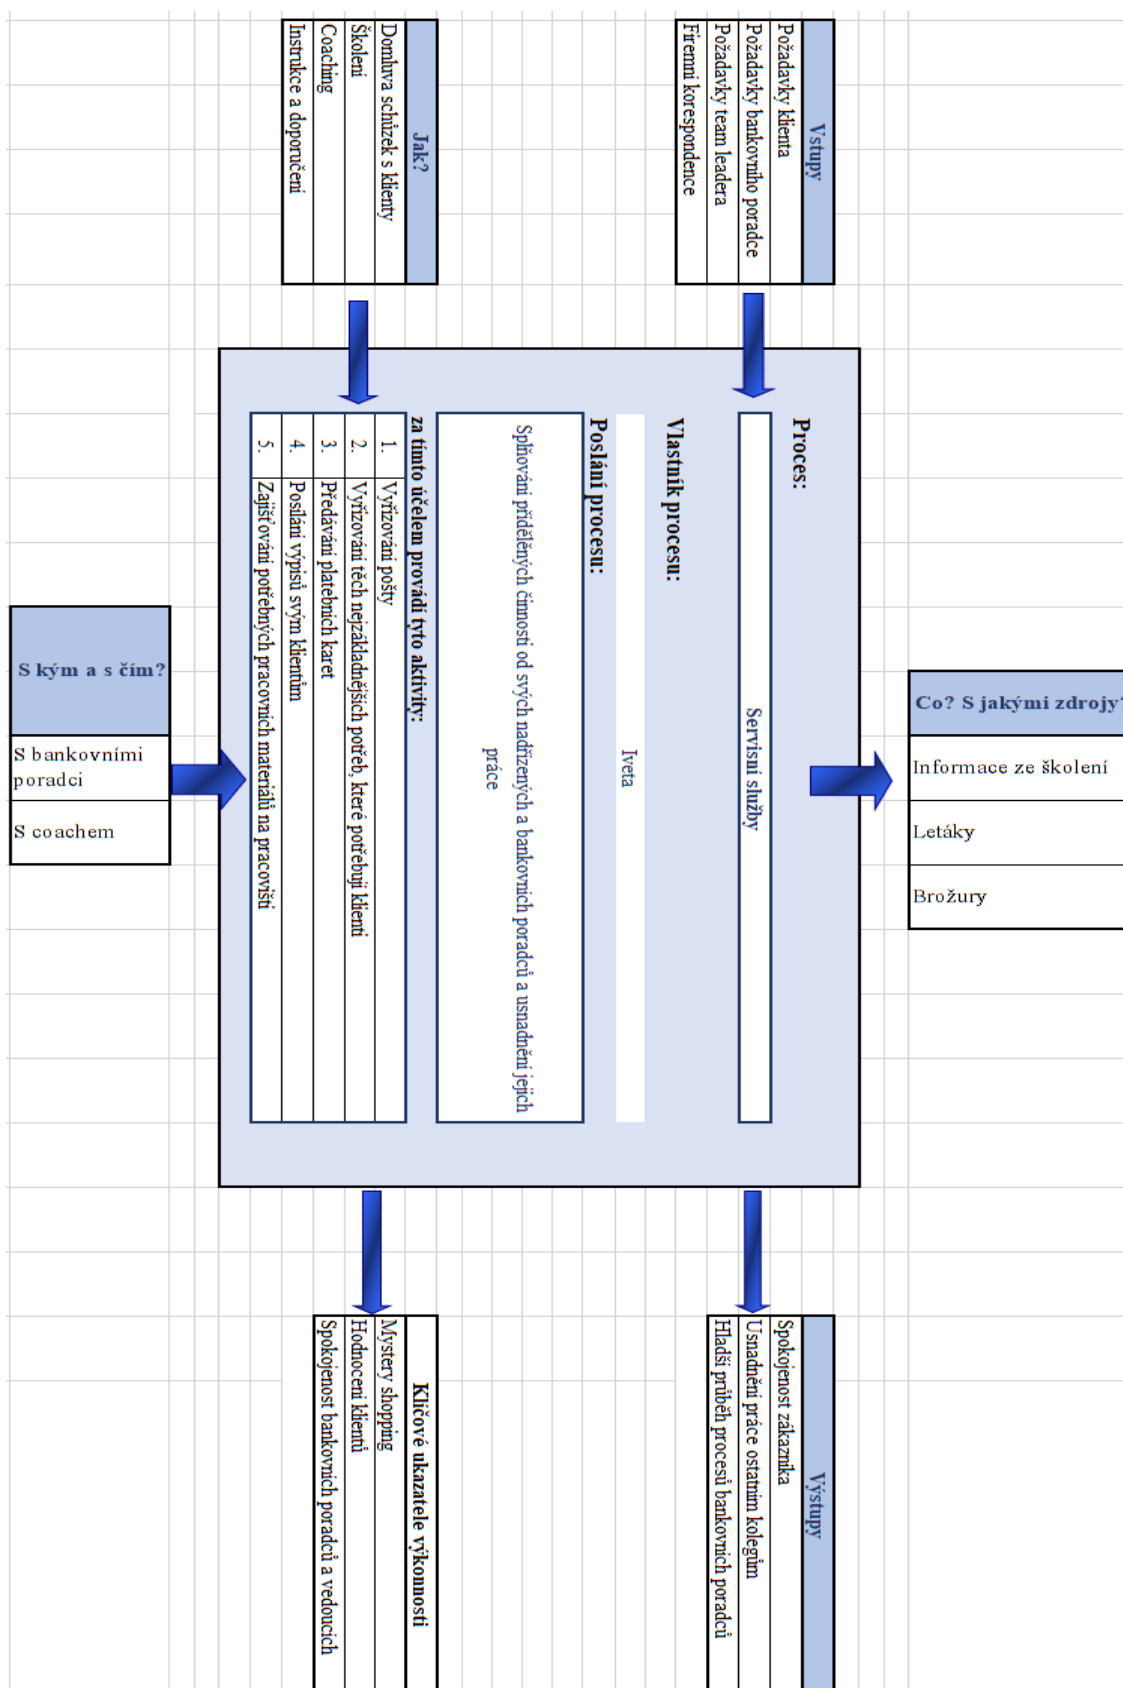 Vstupy
Požadavky klienta
Požadavky bankovního poradce
Požadavky team leadera
Firemní korespondence
Jak?
Domluva schůzek s klienty
Školení
Coaching
Instrukce a doporučení
Proces:
Servisní služby
Vlastník procesu:
Iveta
Poslání procesu:
Splňování přidělených činností od svých nadřízených a bankovních poradců a usnadnění jejich
práce
za tímto účelem provádí tyto aktivity:
1. Vyřizování pošty
2. Vyřizování těch nejzákladnějších potřeb, které potřebují klienti
3. Předávání platebních karet
4. Posílání výpisů svým klientům
5. Zajišťování potřebných pracovních materiálů na pracovišti
S kým a s čím?
S bankovními
poradci
S coachem
Co? S jakými zdroji?
Informace ze školení
Letáky
Brožury
Výstupy
Spokojenost zákazníka
Usnadnění práce ostatním kolegům
Hladší průběh procesů bankovních poradců
Klíčové ukazatele výkonnosti
Mystery shopping
Hodnocení klientů
Spokojenost bankovních poradců a vedoucích